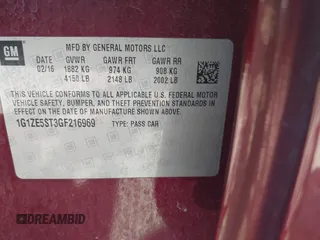 GM
MFD BY GENERAL MOTORS LLC
DATE GVWR GAWR FRT GAWR RR
02/16 1882 KG 974 KG 908 KG
4150 LB 2148 LB 2002 LB
THIS VEHICLE CONFORMS TO ALL APPLICABLE U.S. FEDERAL MOTOR
VEHICLE SAFETY, BUMPER, AND THEFT PREVENTION STANDARDS IN
EFFECT ON THE DATE OF MANUFACTURE SHOWN ABOVE.
1G1ZE5ST3GF216969 TYPE: PASS CAR
DREAMBID